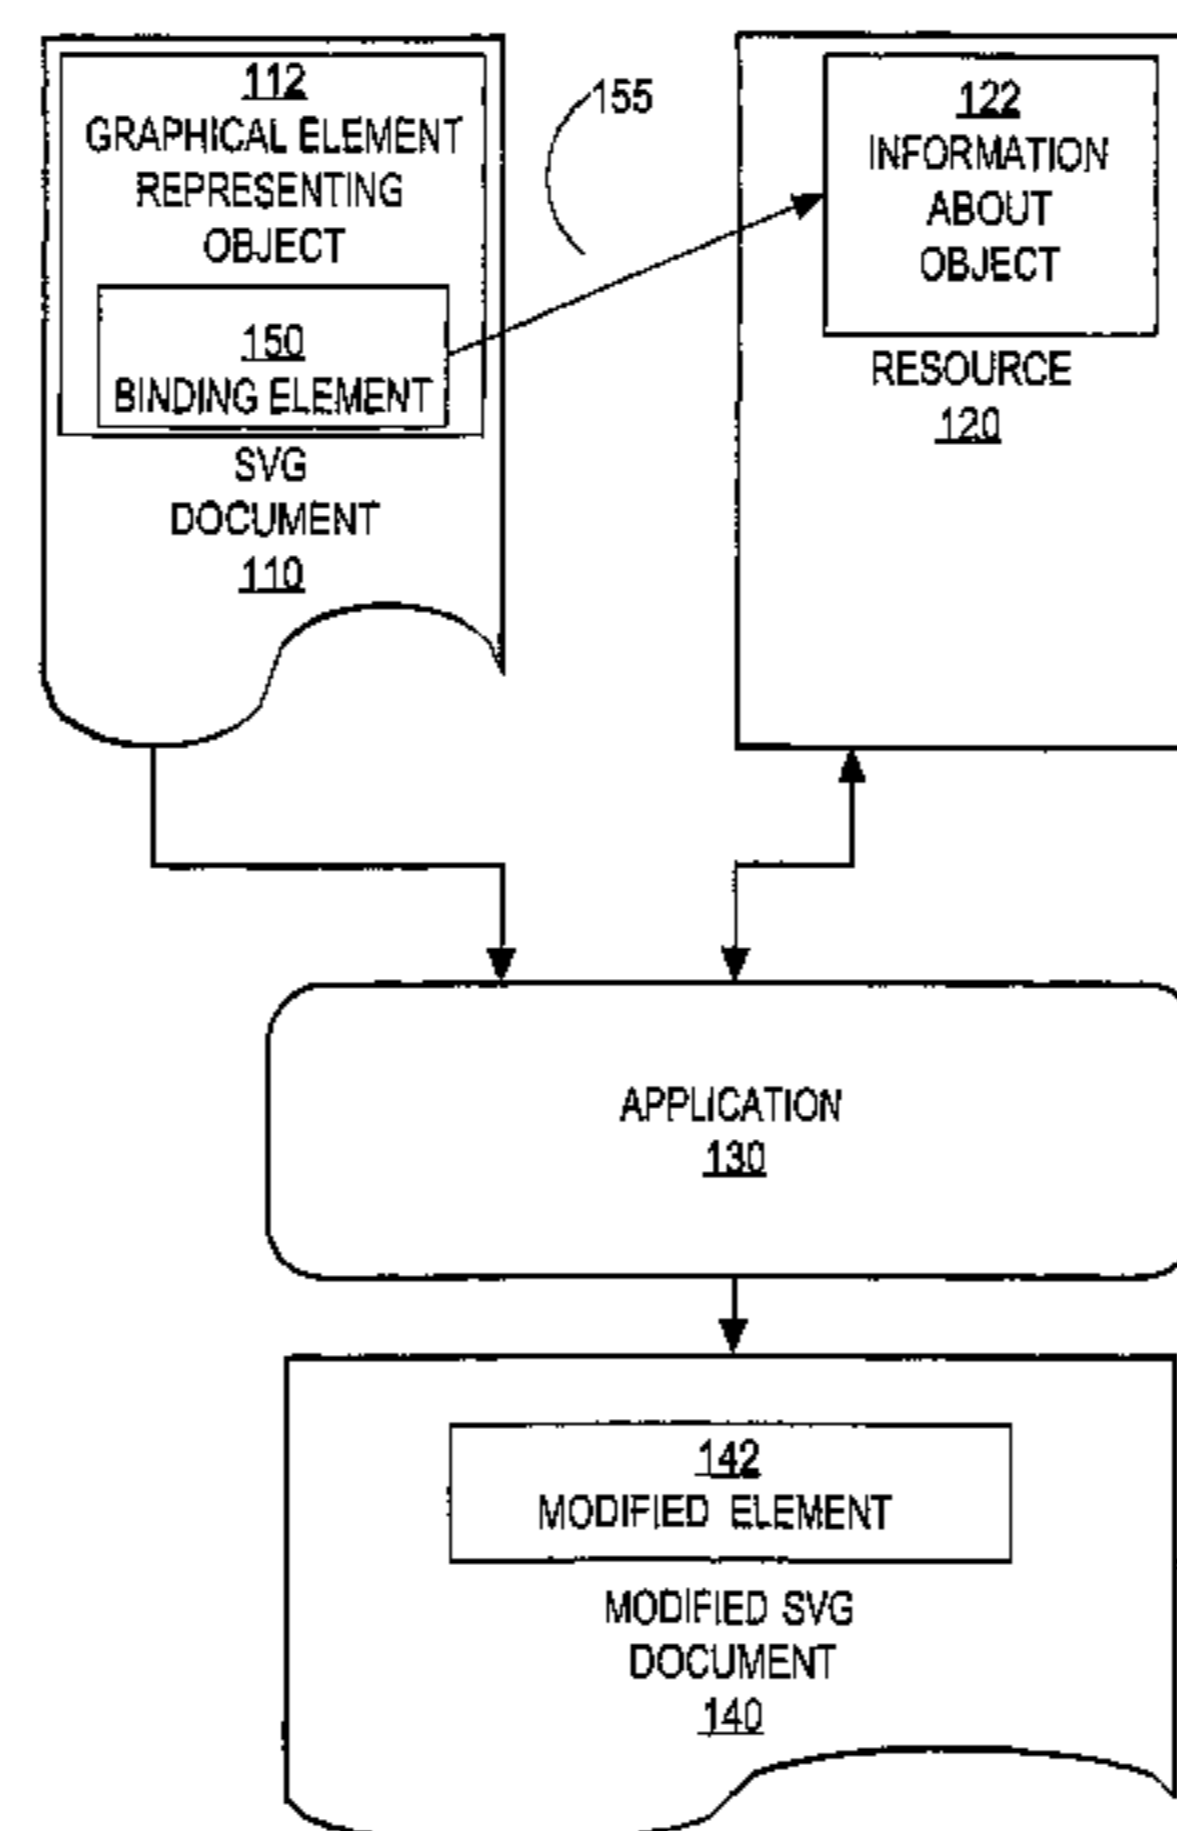 112
GRAPHICAL ELEMENT
REPRESENTING
OBJECT
150
BINDING ELEMENT
SVG
DOCUMENT
110
155
122
INFORMATION
ABOUT
OBJECT
RESOURCE
120
APPLICATION
130
142
MODIFIED ELEMENT
MODIFIED SVG
DOCUMENT
140